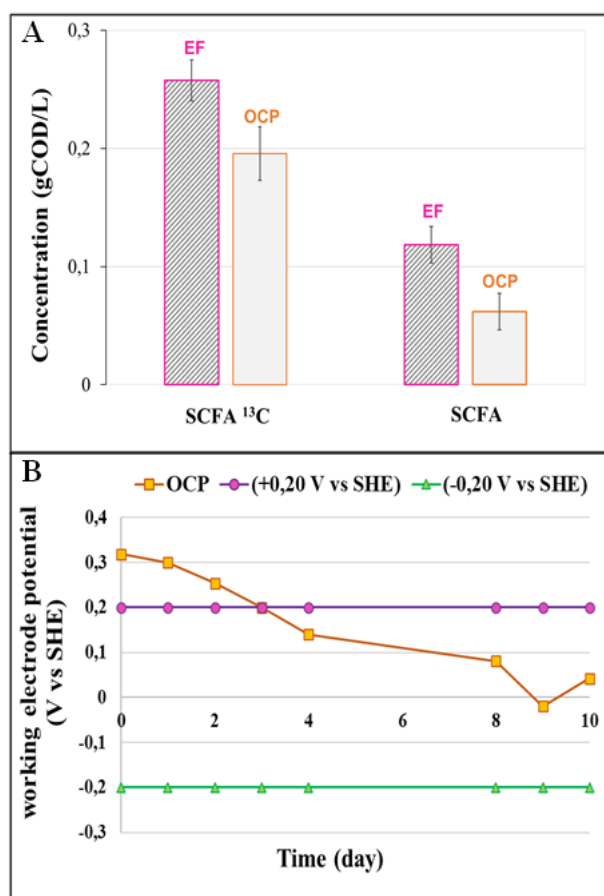 A
0,3
0,2
0,1
0
Concentration (gCOD/L)
EF
OCP
EF
OCP
SCFA ¹³C
SCFA
B
OCP
(+0,20 V vs SHE)
(-0,20 V vs SHE)
0,4
0,3
0,2
0,1
0
-0,1
-0,2
-0,3
working electrode potential
(V vs SHE)
0 2 4 6 8 10
Time (day)